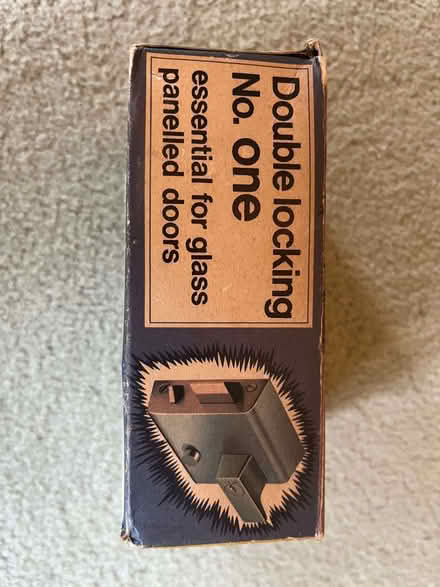 Double locking
No. one
essential for glass
panelled doors